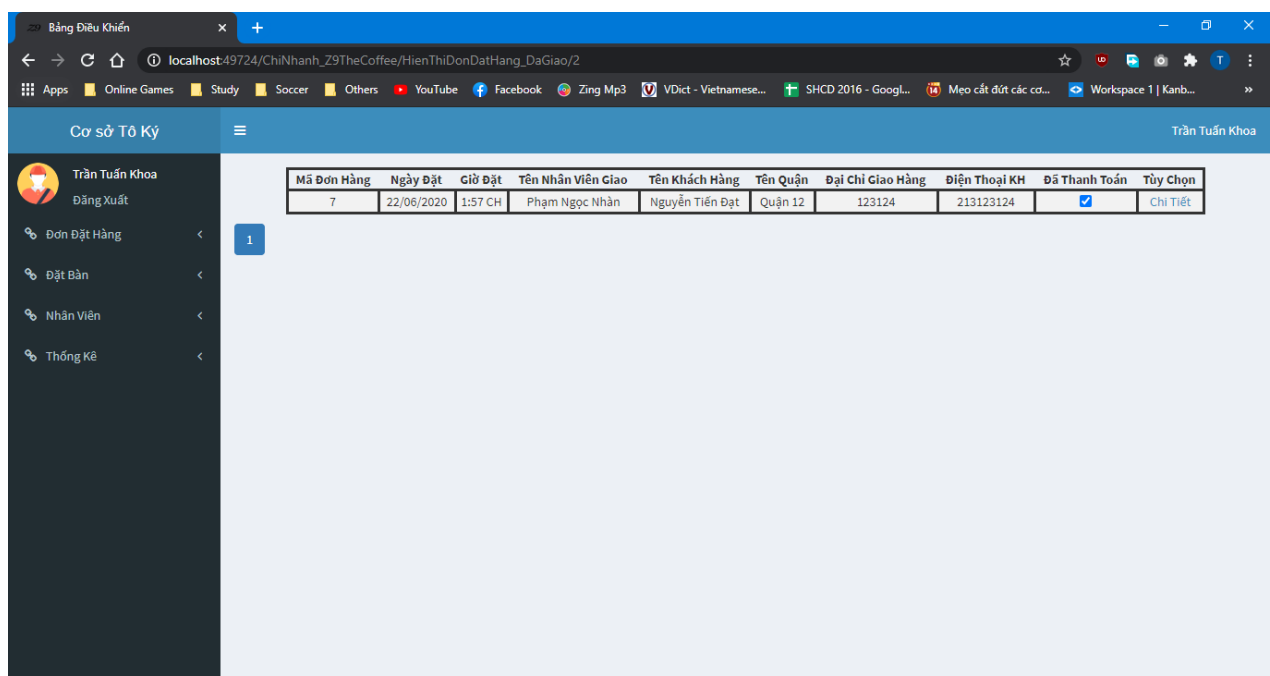 Bảng Điều Khiển
localhost:49724/ChiNhanh_Z9TheCoffee/HienThiDonDatHang_DaGiao/2
Apps Online Games Study Soccer Others YouTube Facebook Zing Mp3 VDict - Vietnamese... SHCD 2016 - Googl... 14 Mẹo cắt đứt các cơ... Workspace 1 | Kanb... »
Cơ sở Tô Ký
Trần Tuấn Khoa
Trần Tuấn Khoa
Đăng Xuất
Mã Đơn Hàng Ngày Đặt Giờ Đặt Tên Nhân Viên Giao Tên Khách Hàng Tên Quận Đại Chỉ Giao Hàng Điện Thoại KH Đã Thanh Toán Tùy Chọn
7 22/06/2020 1:57 CH Phạm Ngọc Nhàn Nguyễn Tiến Đạt Quận 12 123124 213123124 Chi Tiết
1
Đơn Đặt Hàng
Đặt Bàn
Nhân Viên
Thống Kê